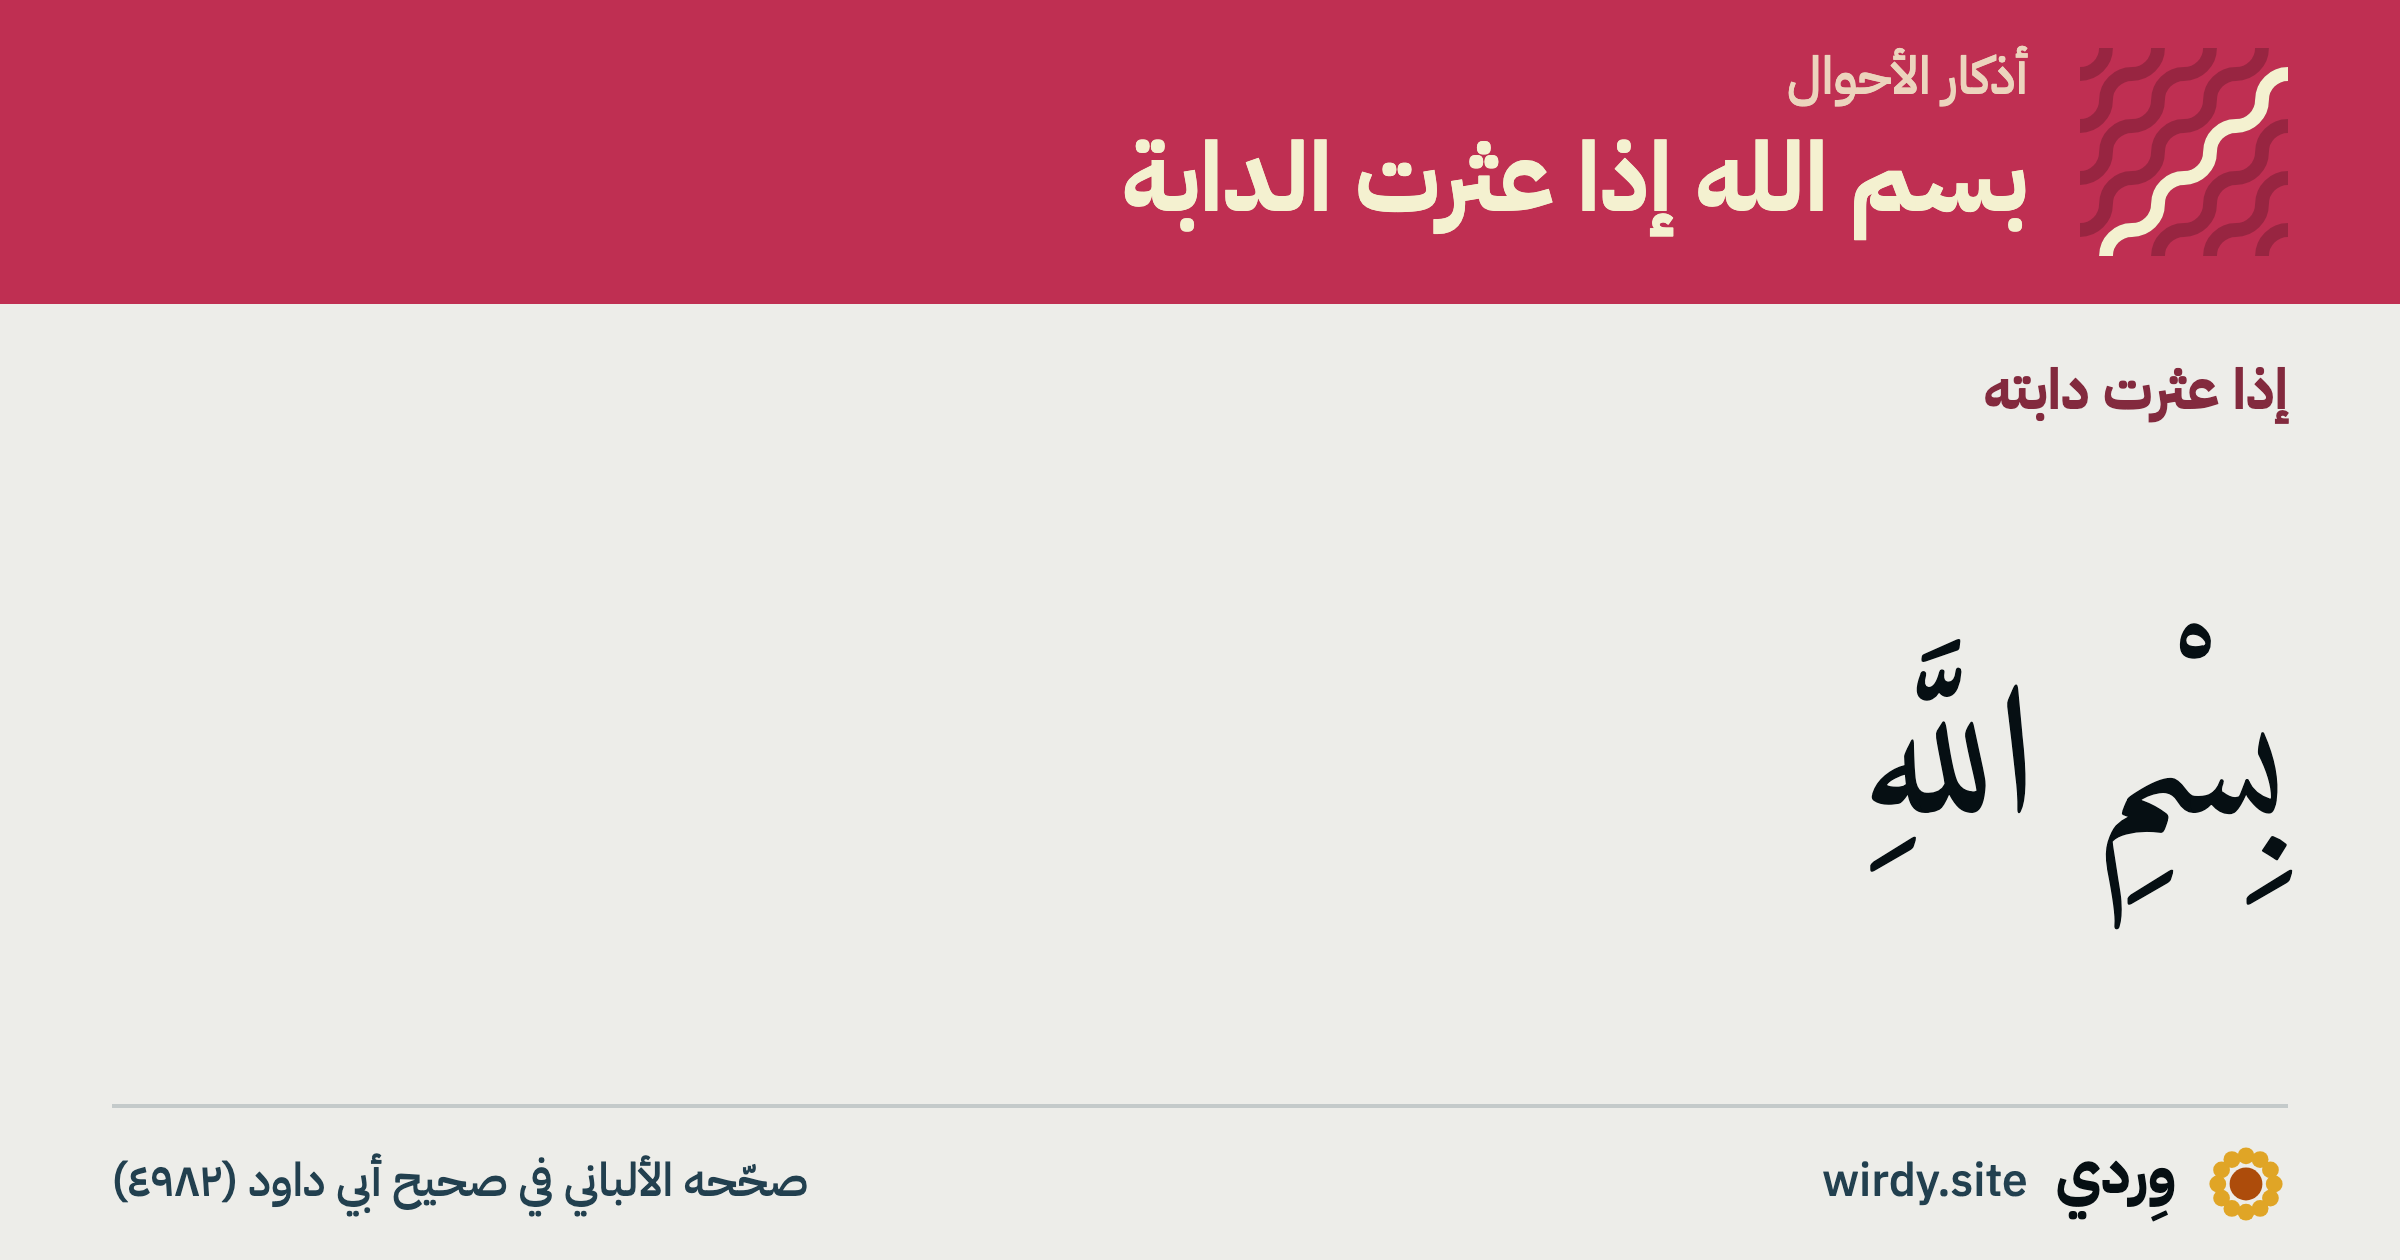 أذكار الأحوال
بسم الله إذا عثرت الدابة
إذا عثرت دابته
بِسْمِ اللَّهِ
وِردي wirdy.site
صحّحه الألباني في صحيح أبي داود (٤٩٨٢)